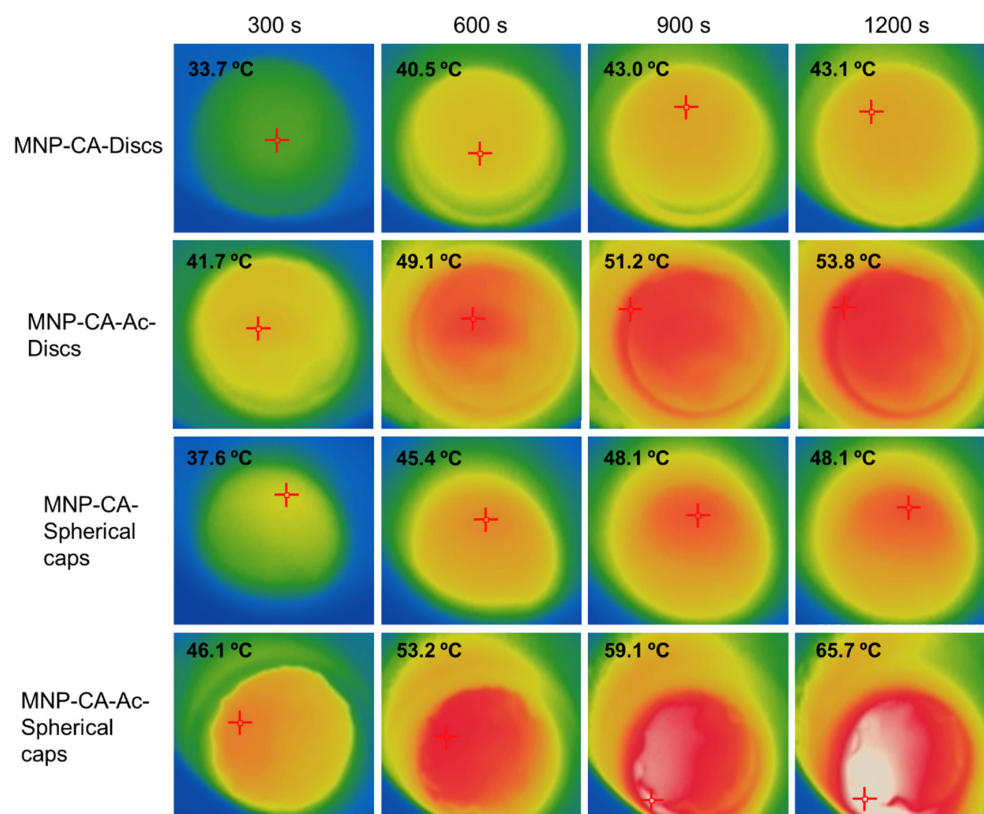 300 s 600 s 900 s 1200 s
MNP-CA-Discs
33.7 ºC 40.5 ºC 43.0 ºC 43.1 ºC
MNP-CA-Ac-
Discs
41.7 ºC 49.1 ºC 51.2 ºC 53.8 ºC
MNP-CA-
Spherical
caps
37.6 ºC 45.4 ºC 48.1 ºC 48.1 ºC
MNP-CA-Ac-
Spherical
caps
46.1 ºC 53.2 ºC 59.1 ºC 65.7 ºC